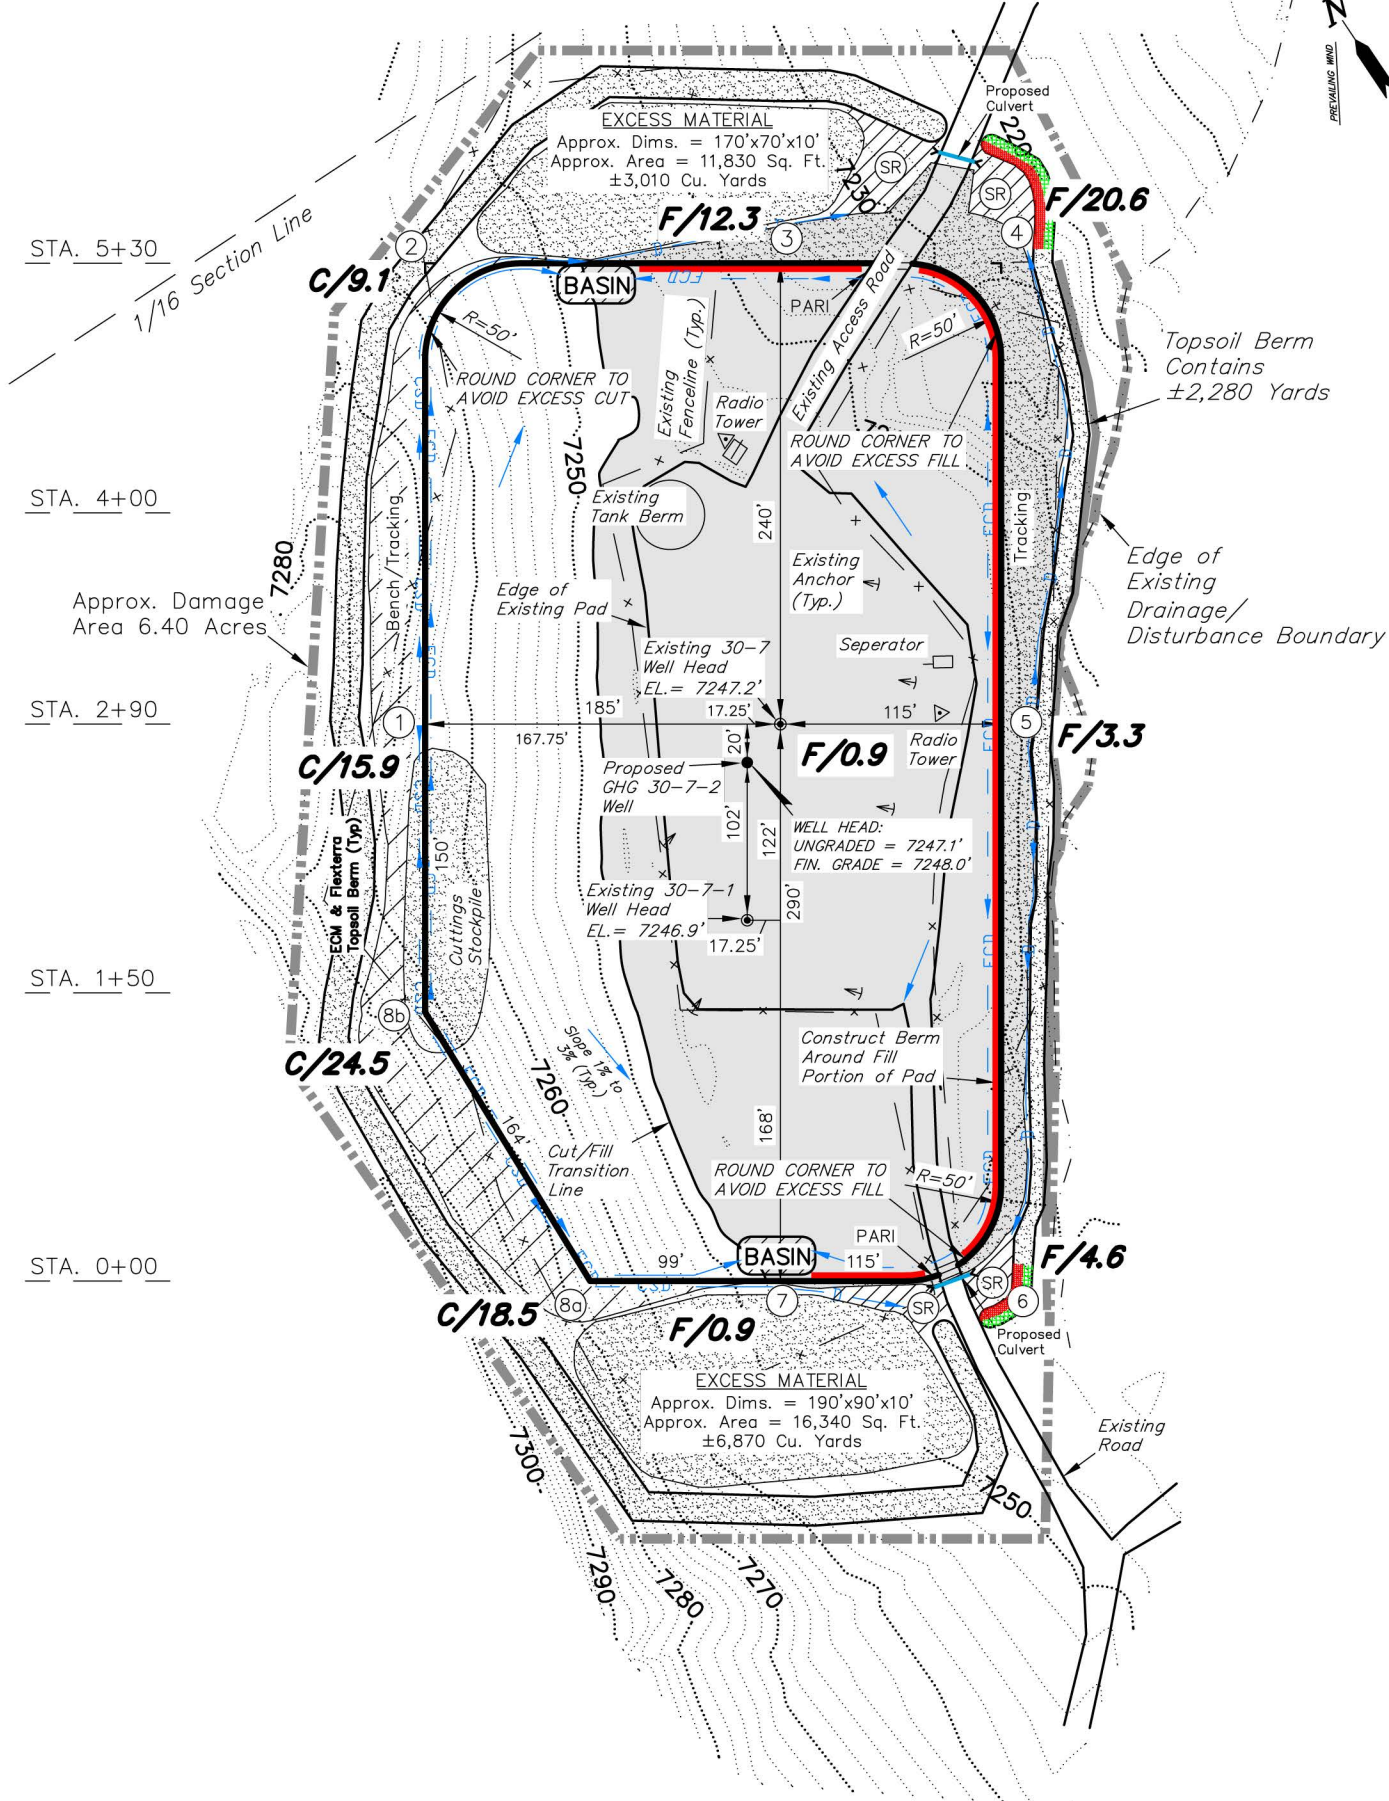 N
PREVAILING WIND
Proposed
Culvert
EXCESS MATERIAL
Approx. Dims. = 170'x70'x10'
Approx. Area = 11,830 Sq. Ft.
±3,010 Cu. Yards
SR
7230
SR
F/12.3
3
4
F/20.6
STA. 5+30
2
1/16 Section Line
C/9.1
BASIN
ECD
D
PARI
R=50'
R=50'
Existing Access Road
Existing
Fenceline (Typ.)
ROUND CORNER TO
AVOID EXCESS CUT
Radio
Tower
ROUND CORNER TO
AVOID EXCESS FILL
Topsoil Berm
Contains
±2,280 Yards
7250
STA. 4+00
Existing
Tank Berm
240'
Bench/Tracking
Tracking
7280
Edge of
Existing Pad
Existing
Anchor
(Typ.)
Edge of
Existing
Drainage/
Disturbance Boundary
Approx. Damage
Area 6.40 Acres
Existing 30-7
Well Head
EL.= 7247.2'
Seperator
STA. 2+90
1
185'
17.25'
115'
5
167.75'
20'
F/0.9
Radio
Tower
F/3.3
C/15.9
Proposed
GHG 30-7-2
Well
102'
122'
WELL HEAD:
UNGRADED = 7247.1'
FIN. GRADE = 7248.0'
ECM & Flexterra
Topsoil Berm (Typ)
150'
Cuttings
Stockpile
Existing 30-7-1
Well Head
EL.= 7246.9'
290'
17.25'
STA. 1+50
8b
C/24.5
Slope 1% to
3% (Typ.)
7260
Construct Berm
Around Fill
Portion of Pad
164'
168'
Cut/Fill
Transition
Line
ROUND CORNER TO
AVOID EXCESS FILL
R=50'
PARI
STA. 0+00
99'
BASIN
115'
F/4.6
CSD
D
8a
7
SR
SR
6
C/18.5
F/0.9
Proposed
Culvert
EXCESS MATERIAL
Approx. Dims. = 190'x90'x10'
Approx. Area = 16,340 Sq. Ft.
±6,870 Cu. Yards
Existing
Road
7300
7250
7290
7280
7270